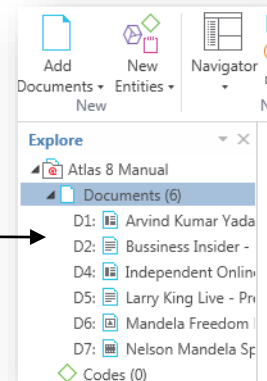 Add
Documents
New
Entities
Navigator
New
Explore
Atlas 8 Manual
Documents (6)
D1: Arvind Kumar Yada
D2: Bussiness Insider -
D4: Independent Onlin
D5: Larry King Live - Pr
D6: Mandela Freedom
D7: Nelson Mandela Sp
Codes (0)